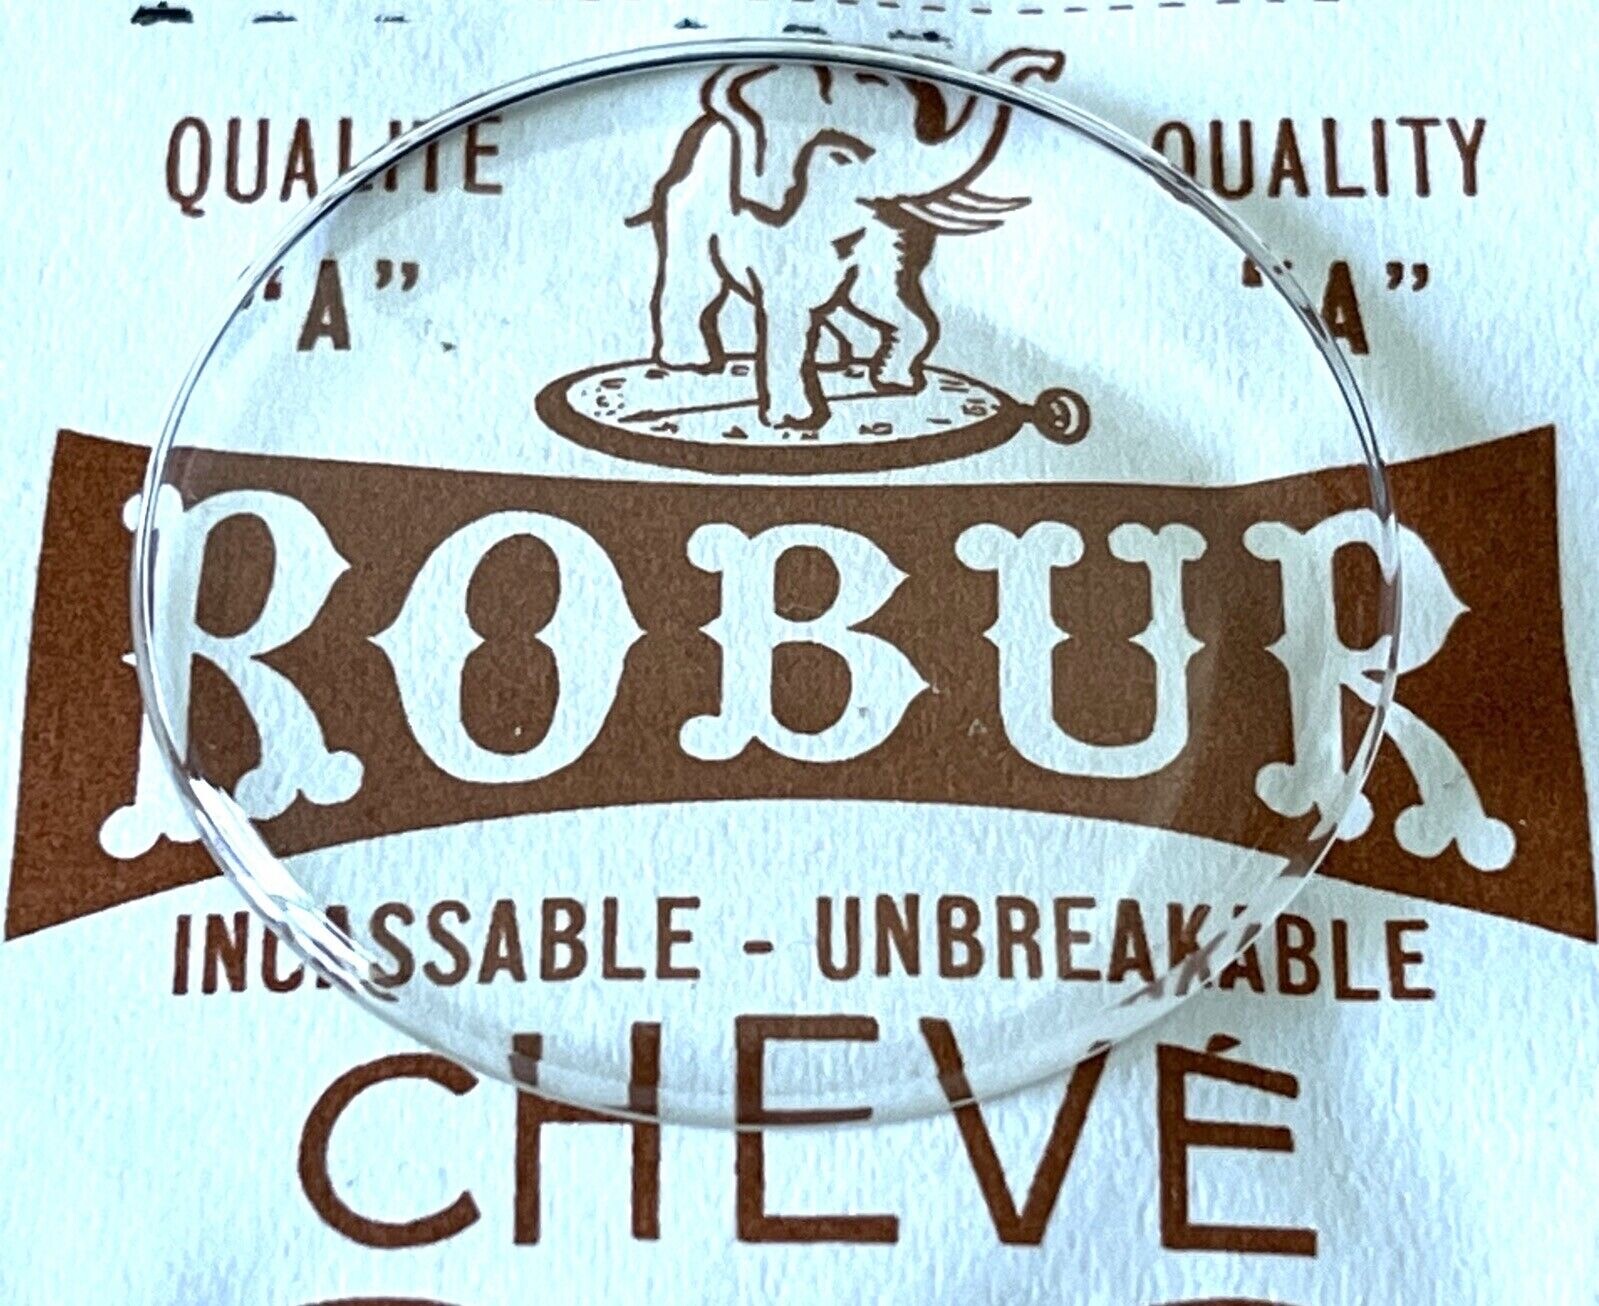 QUALITE QUALITY
“A” “A”
ROBUR
INCASSABLE - UNBREAKABLE
CHEVÉ